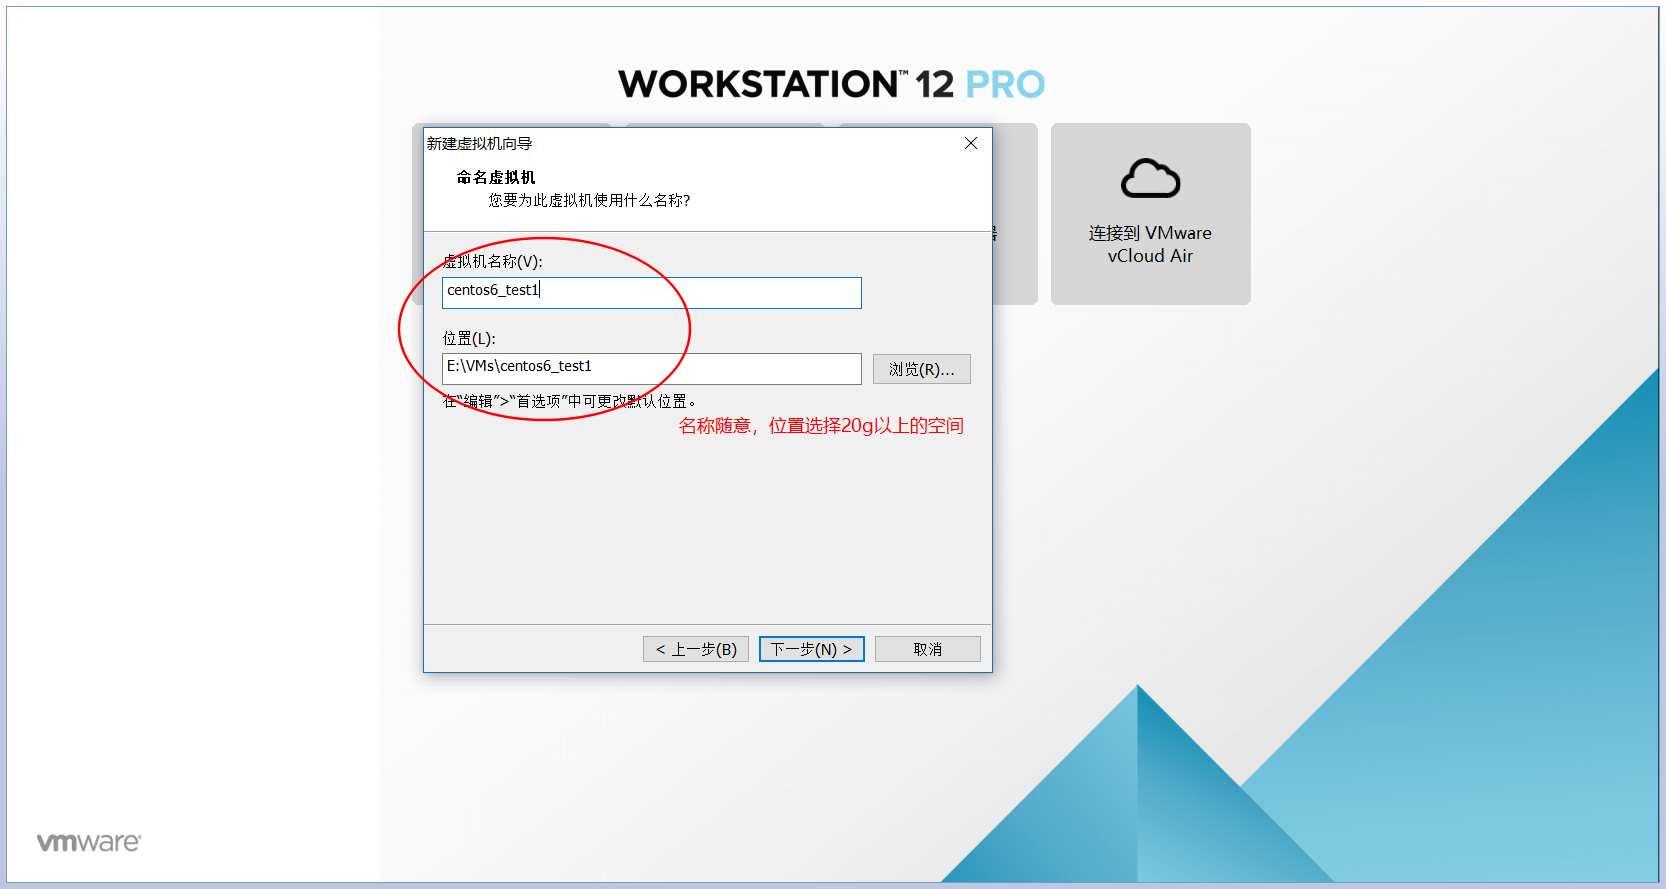 WORKSTATION™ 12 PRO
新建虚拟机向导
命名虚拟机
您要为此虚拟机使用什么名称?
虚拟机名称(V):
centos6_test1
位置(L):
E:\VMs\centos6_test1
浏览(R)...
在“编辑”>“首选项”中可更改默认位置。
名称随意，位置选择20g以上的空间
< 上一步(B)
下一步(N) >
取消
器
连接到 VMware
vCloud Air
vmware